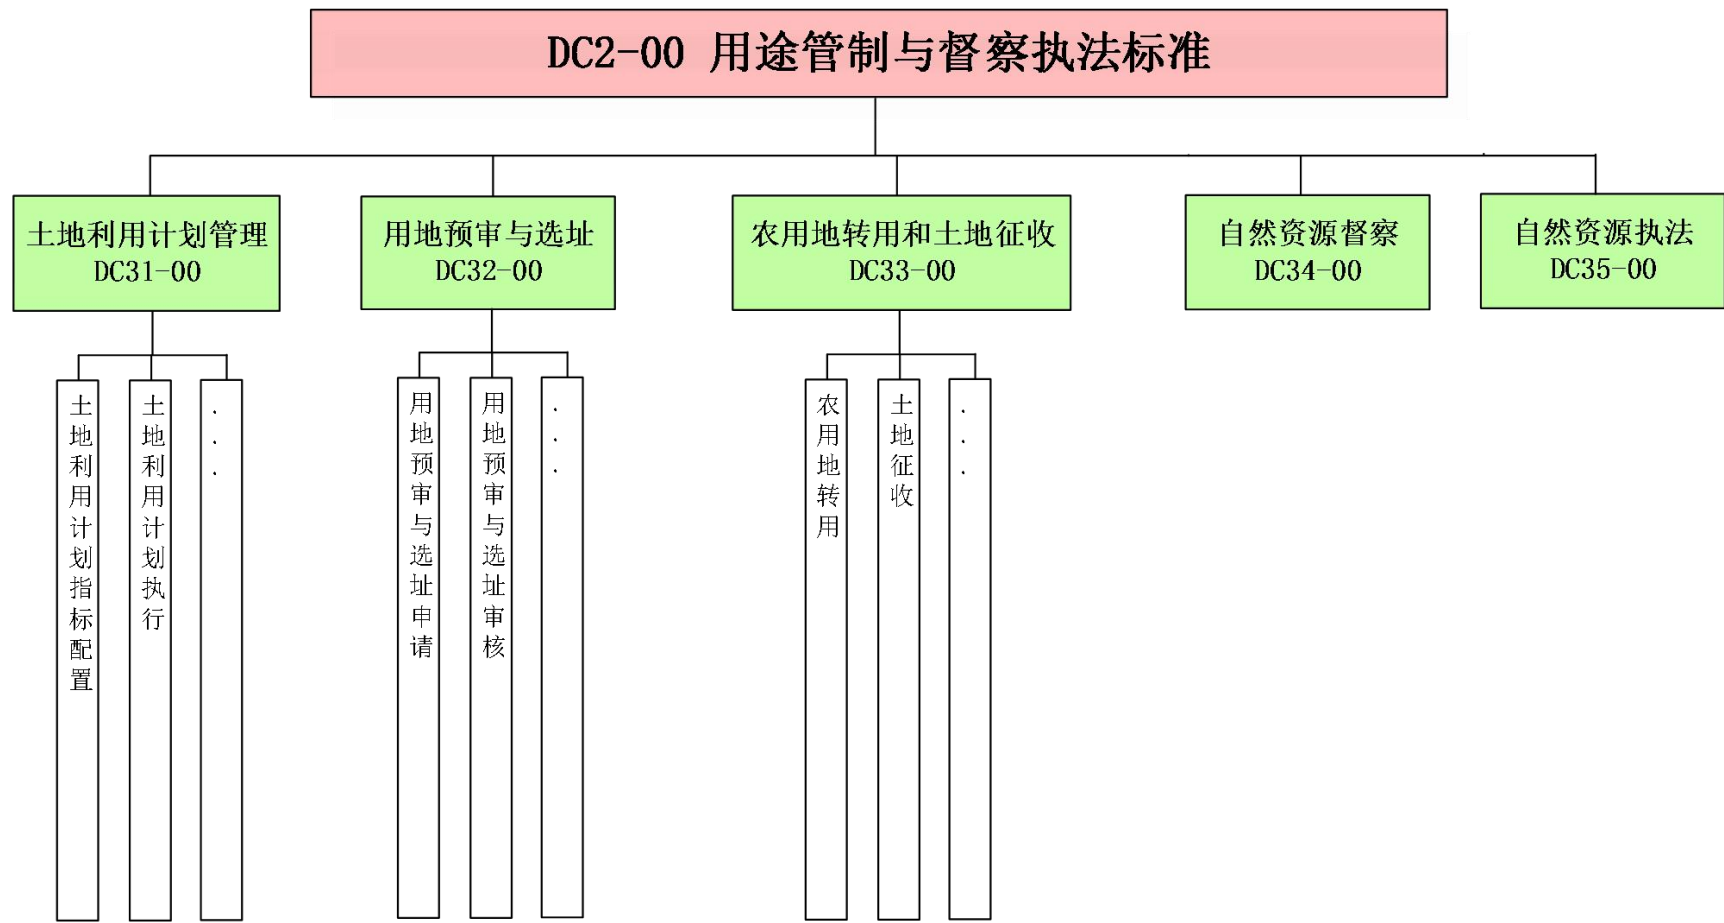 DC2-00 用途管制与督察执法标准
土地利用计划管理
DC31-00
用地预审与选址
DC32-00
农用地转用和土地征收
DC33-00
自然资源督察
DC34-00
自然资源执法
DC35-00
土地利用计划指标配置
土地利用计划执行
...
用地预审与选址申请
用地预审与选址审核
...
农用地转用
土地征收
...